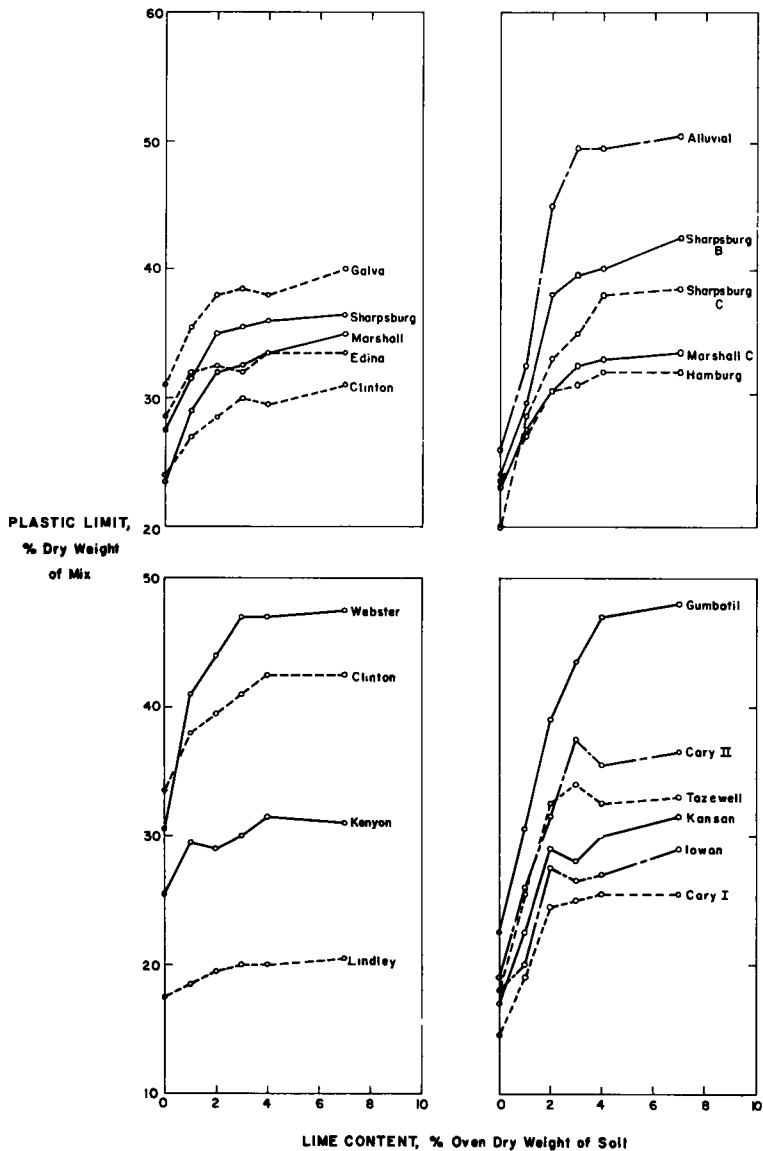 60
50
40
30
20
Galva
Sharpsburg
Marshall
Edina
Clinton
Alluvial
Sharpsburg
B
Sharpsburg
C
Marshall C
Hamburg
PLASTIC LIMIT,
% Dry Weight
of Mix
50
40
30
20
10
Webster
Clinton
Kenyon
Lindley
0 2 4 6 8 10
Gumbotil
Cary II
Tazewell
Kansan
Iowan
Cary I
0 2 4 6 8 10
LIME CONTENT, % Oven Dry Weight of Soil